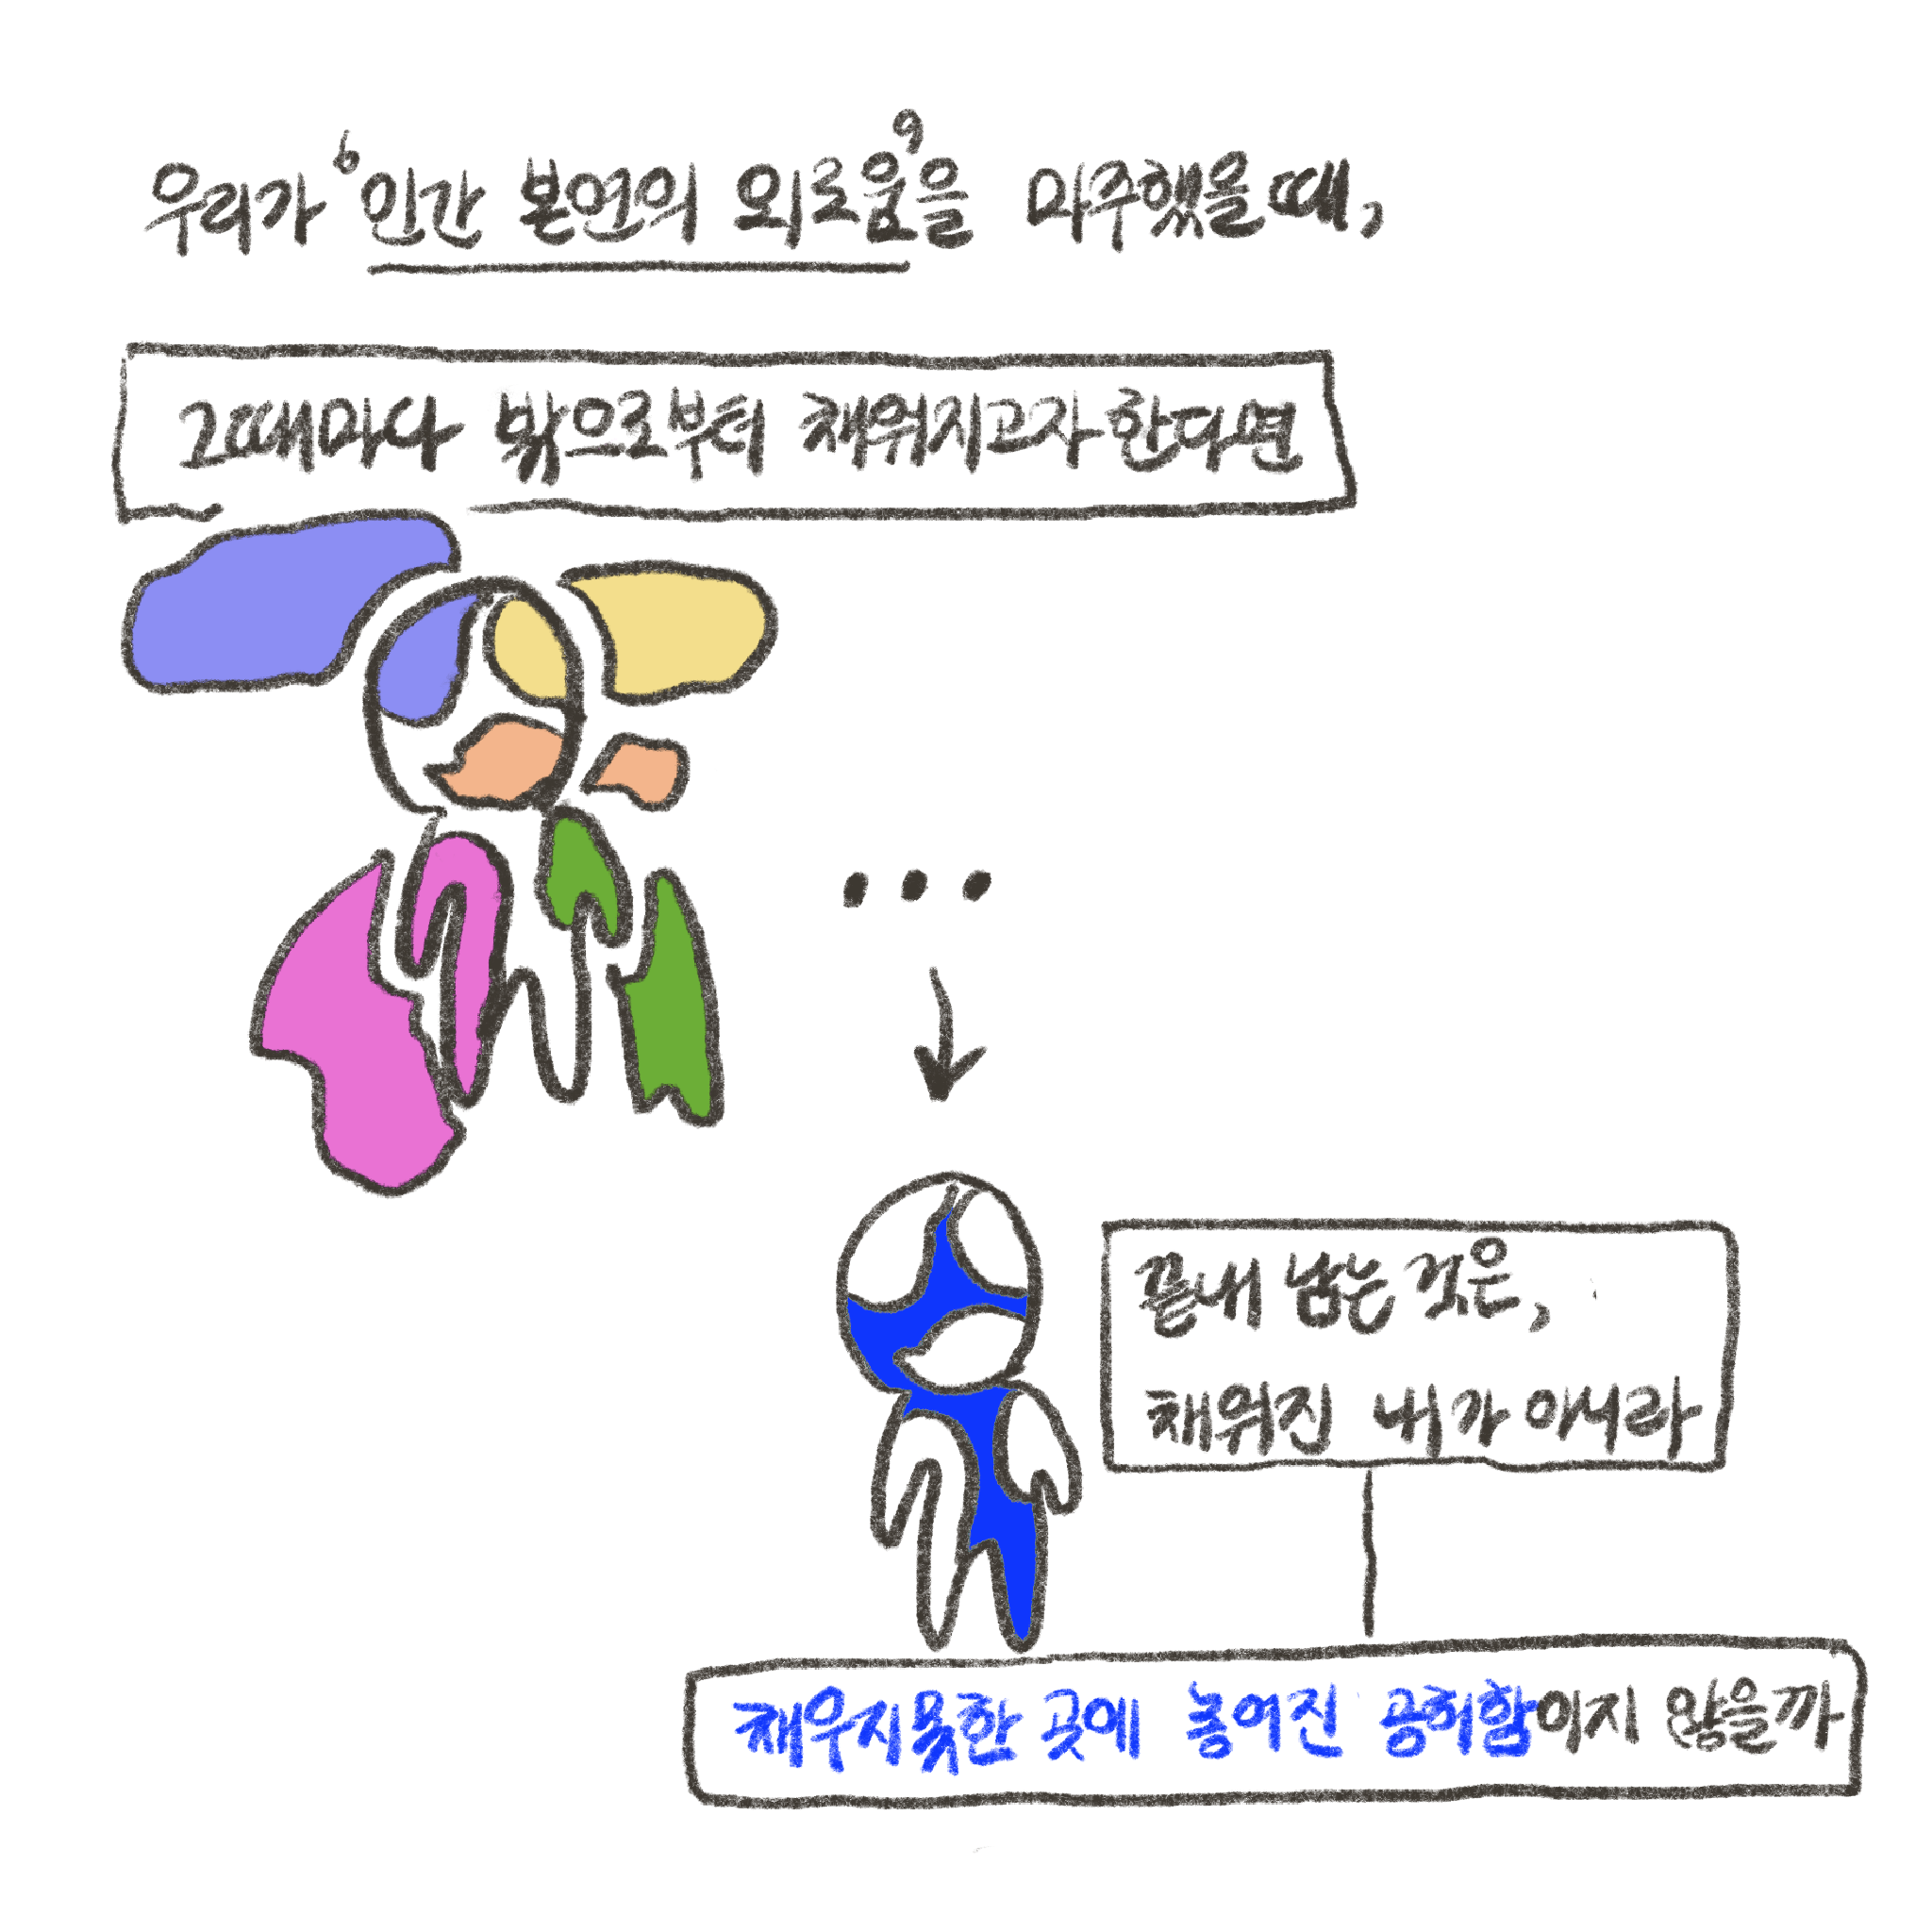 우리가 '인간 본연의 외로움'을 마주했을때,
그때마다 밖으로부터 채워지고자한다면
...
끝내 남는 것은,
채워진 내가 아니라
채우지못한 곳에 놓여진 공허함이지 않을까